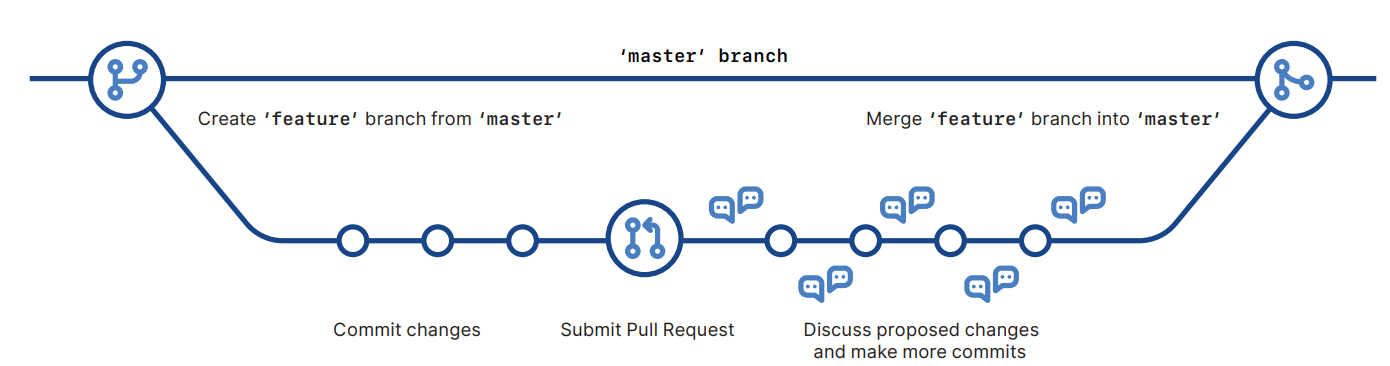 ‘master’ branch
Create ‘feature’ branch from ‘master‘
Merge ‘feature’ branch into ‘master‘
Commit changes
Submit Pull Request
Discuss proposed changes
and make more commits